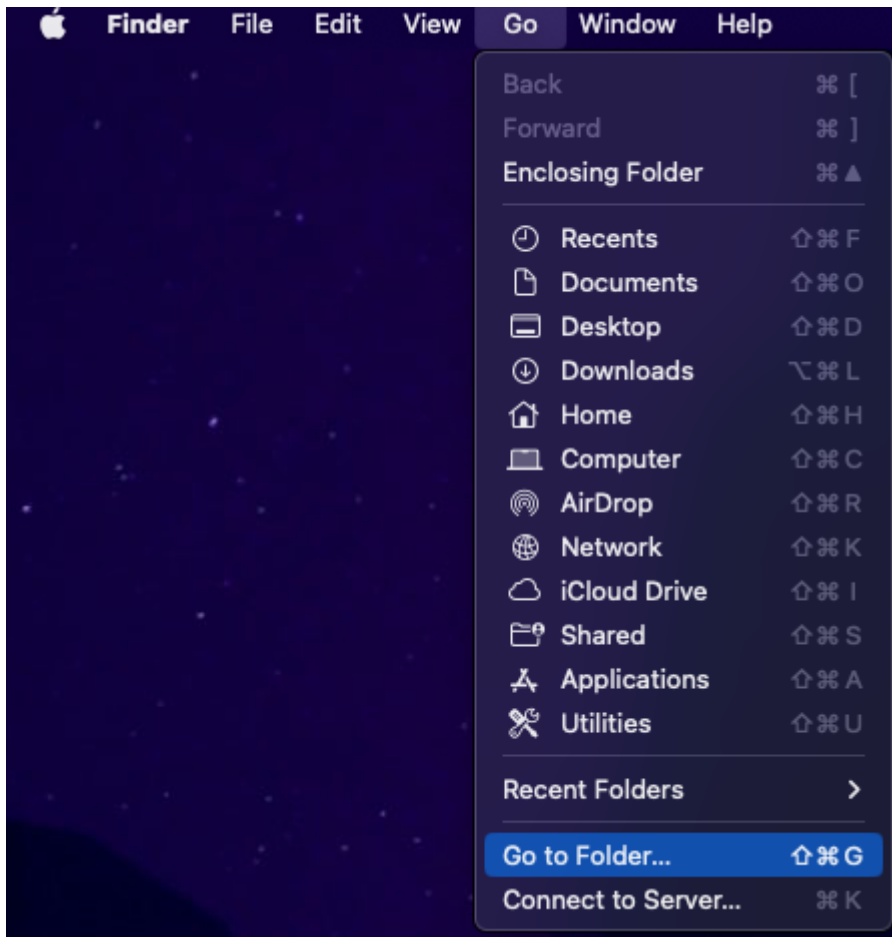 Finder File Edit View Go Window Help
Back ⌘ [
Forward ⌘ ]
Enclosing Folder ⌘ ▲
Recents ⇧ ⌘ F
Documents ⇧ ⌘ O
Desktop ⇧ ⌘ D
Downloads ⌥ ⌘ L
Home ⇧ ⌘ H
Computer ⇧ ⌘ C
AirDrop ⇧ ⌘ R
Network ⇧ ⌘ K
iCloud Drive ⇧ ⌘ I
Shared ⇧ ⌘ S
Applications ⇧ ⌘ A
Utilities ⇧ ⌘ U
Recent Folders >
Go to Folder... ⇧ ⌘ G
Connect to Server... ⌘ K